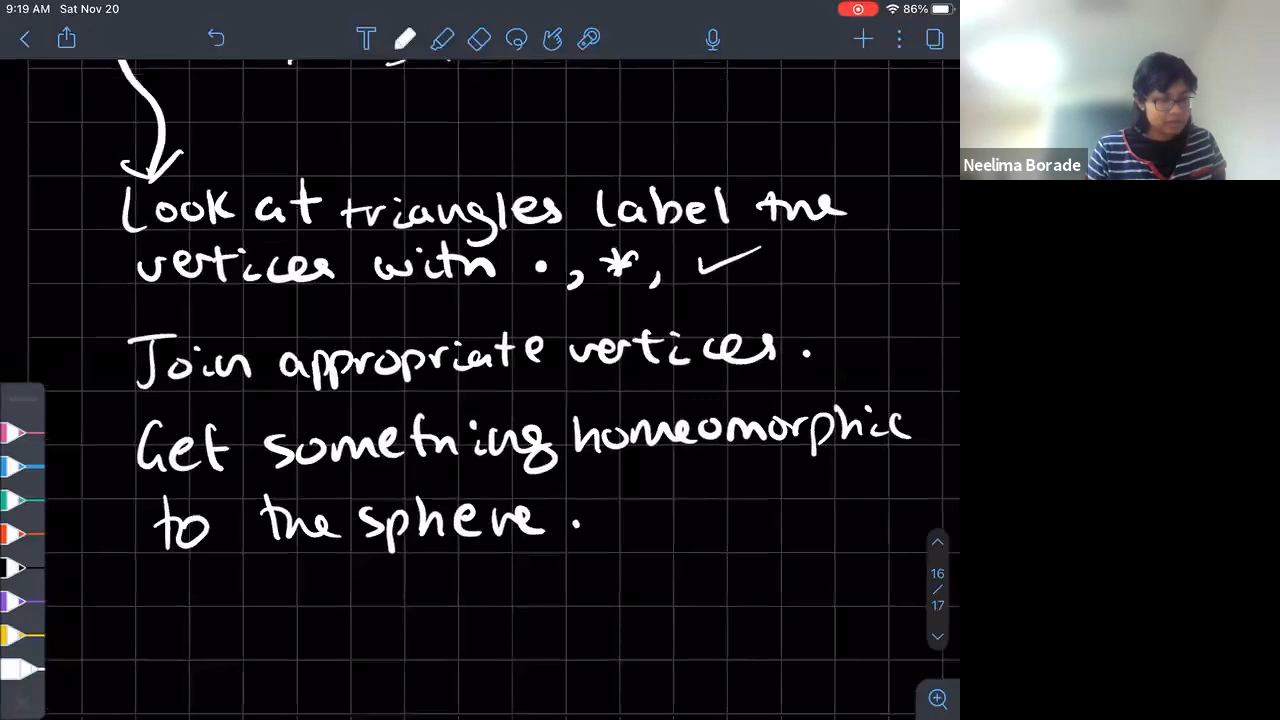 9:19 AM Sat Nov 20
86%
Neelima Borade
Look at triangles label the
vertices with ·, *, ✓
Join appropriate vertices.
Get something homeomorphic
to the sphere.
16
/
17